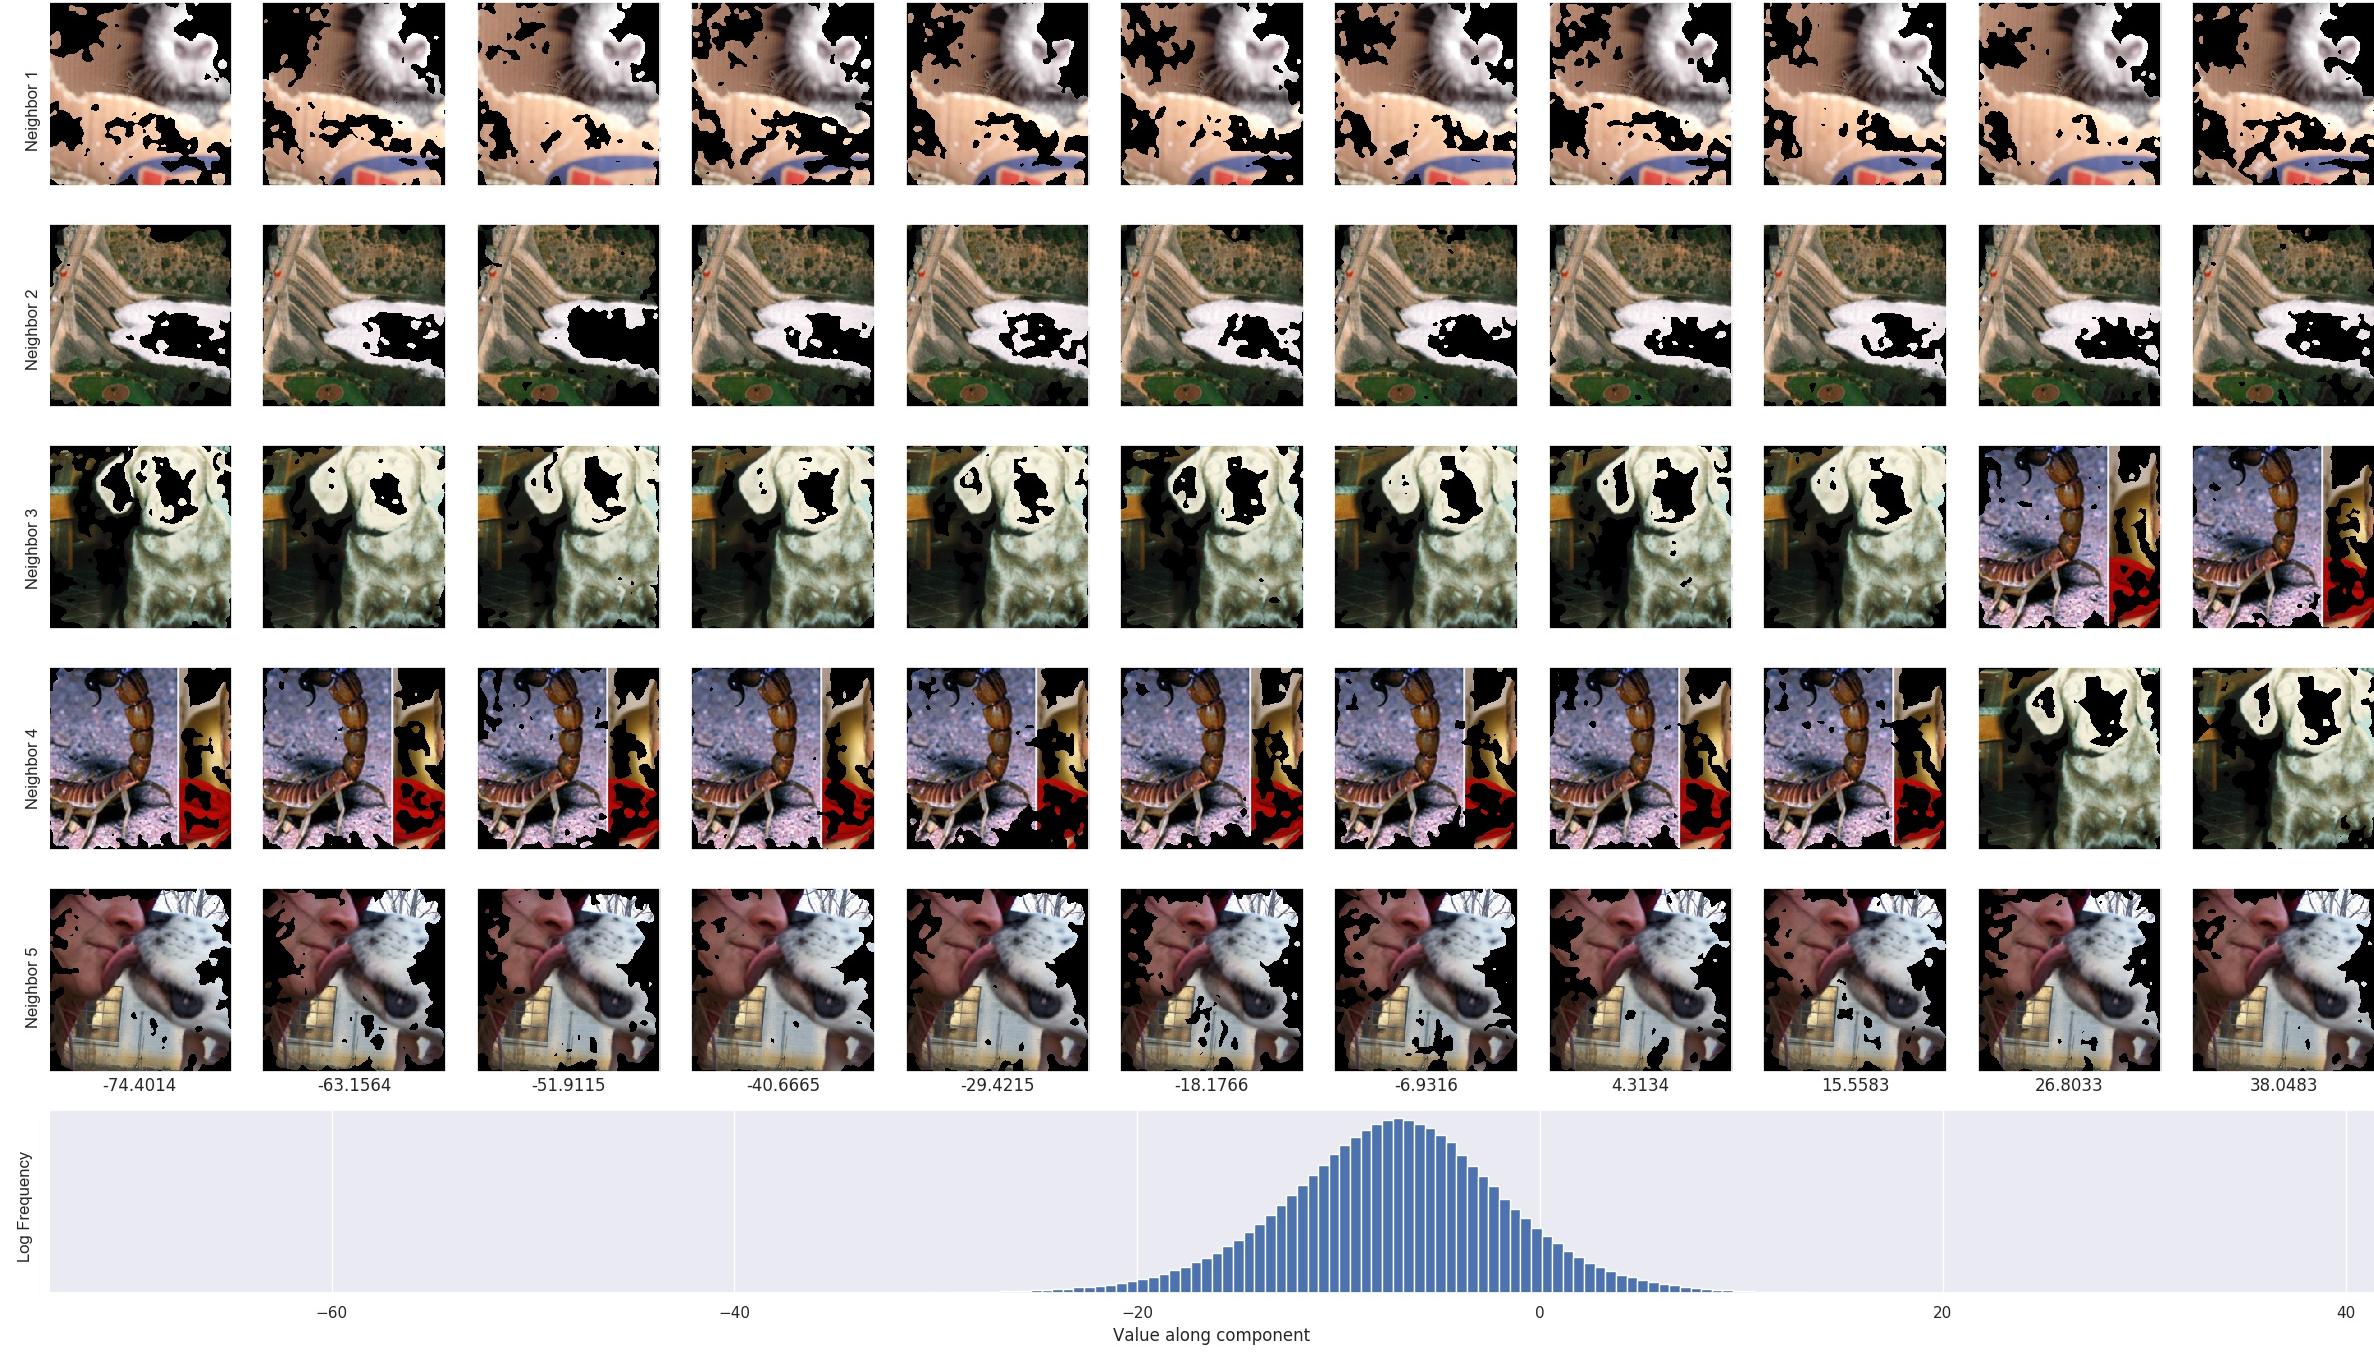 Neighbor 1
Neighbor 2
Neighbor 3
Neighbor 4
Neighbor 5
-74.4014 -63.1564 -51.9115 -40.6665 -29.4215 -18.1766 -6.9316 4.3134 15.5583 26.8033 38.0483
Log Frequency
−60 −40 −20 0 20 40
Value along component